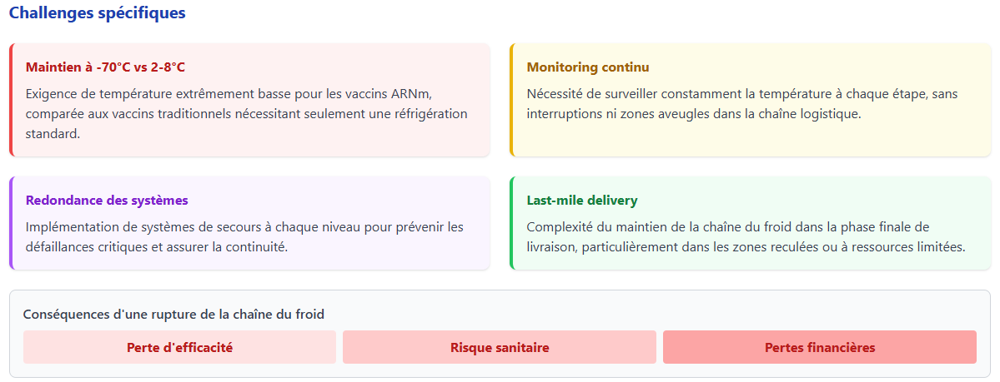 Challenges spécifiques
Maintien à -70°C vs 2-8°C
Exigence de température extrêmement basse pour les vaccins ARNm,
comparée aux vaccins traditionnels nécessitant seulement une réfrigération
standard.
Monitoring continu
Nécessité de surveiller constamment la température à chaque étape, sans
interruptions ni zones aveugles dans la chaîne logistique.
Redondance des systèmes
Implémentation de systèmes de secours à chaque niveau pour prévenir les
défaillances critiques et assurer la continuité.
Last-mile delivery
Complexité du maintien de la chaîne du froid dans la phase finale de
livraison, particulièrement dans les zones reculées ou à ressources limitées.
Conséquences d'une rupture de la chaîne du froid
Perte d'efficacité
Risque sanitaire
Pertes financières